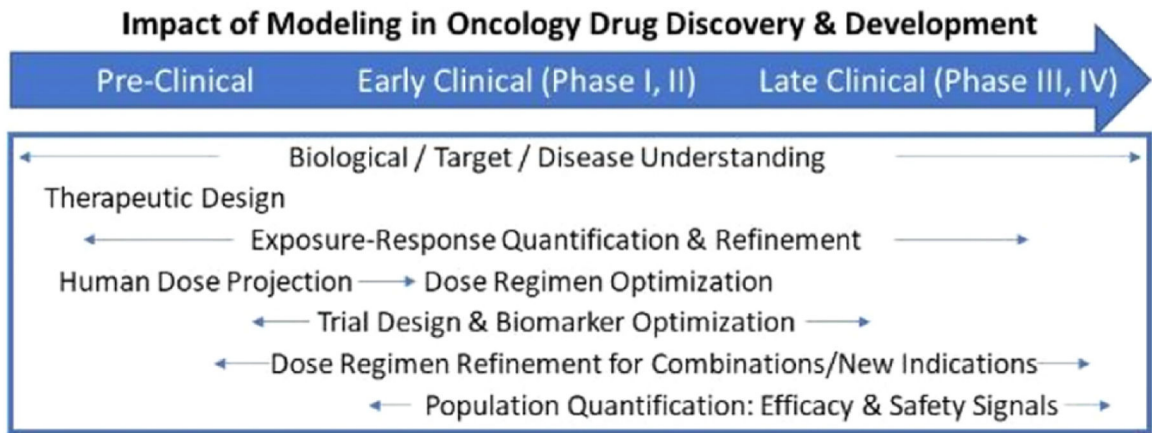 Impact of Modeling in Oncology Drug Discovery & Development
Pre-Clinical Early Clinical (Phase I, II) Late Clinical (Phase III, IV)
Biological / Target / Disease Understanding
Therapeutic Design
Exposure-Response Quantification & Refinement
Human Dose Projection Dose Regimen Optimization
Trial Design & Biomarker Optimization
Dose Regimen Refinement for Combinations/New Indications
Population Quantification: Efficacy & Safety Signals